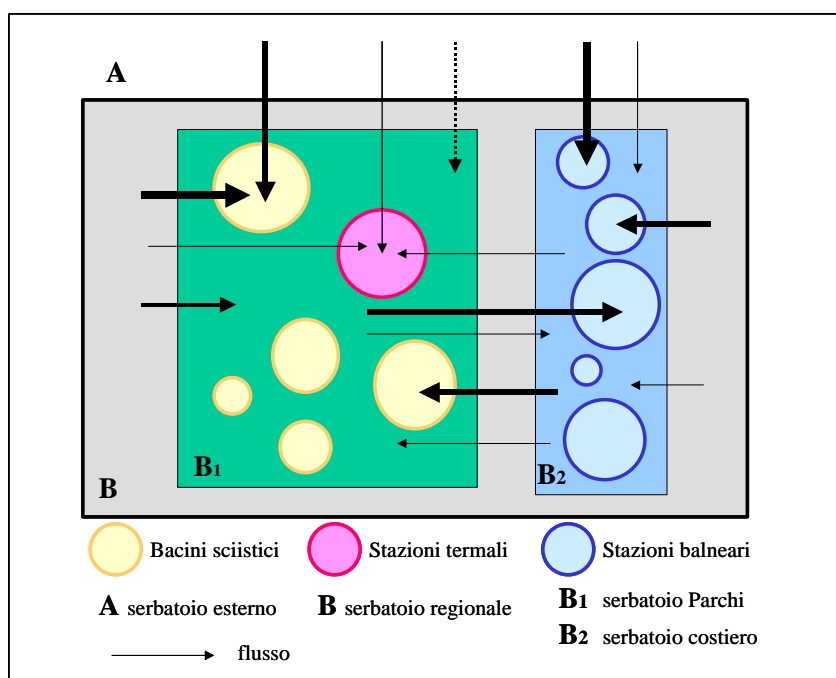 A
B1
B
B2
Bacini sciistici
Stazioni termali
Stazioni balneari
A serbatoio esterno
B serbatoio regionale
B1 serbatoio Parchi
B2 serbatoio costiero
flusso